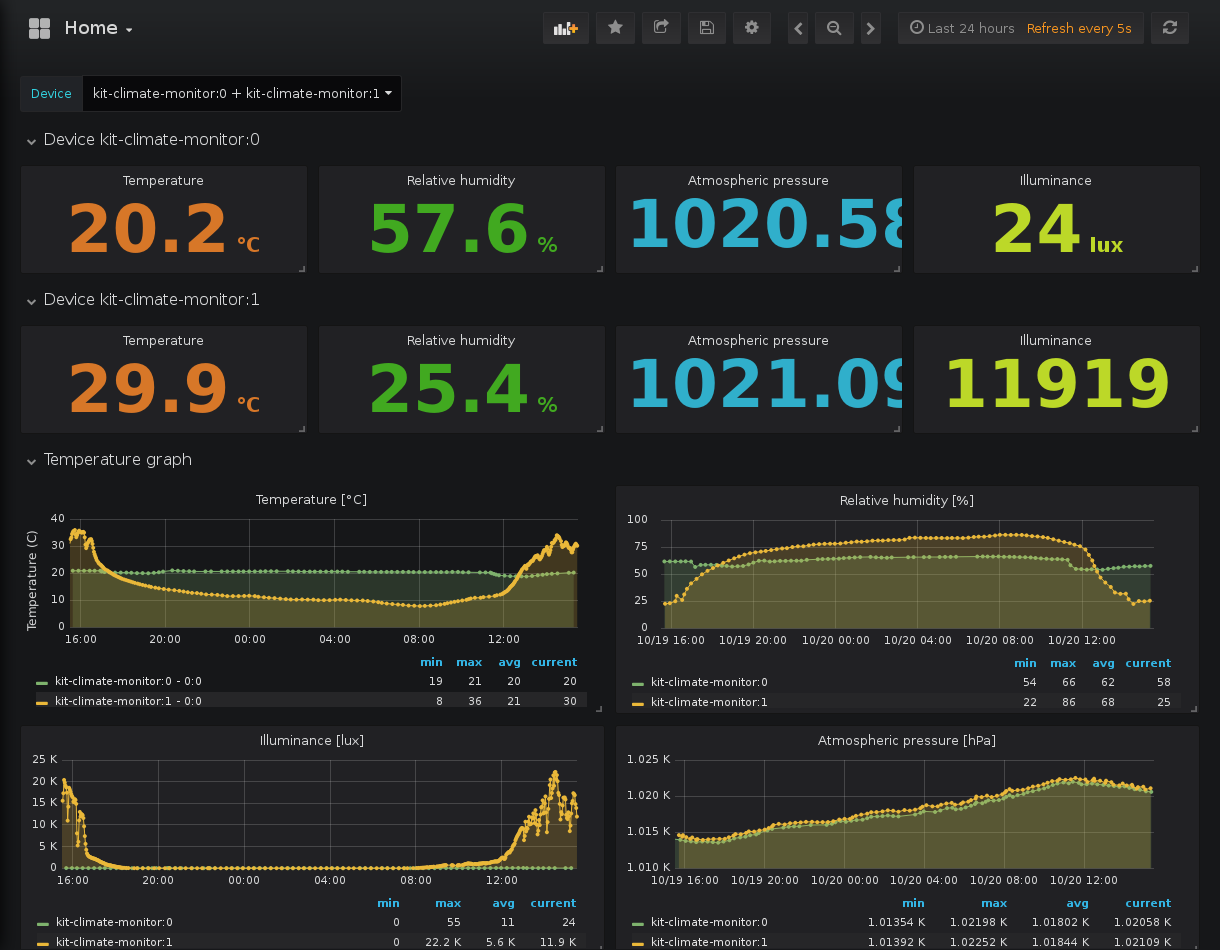 Home
Last 24 hours Refresh every 5s
Device kit-climate-monitor:0 + kit-climate-monitor:1
Device kit-climate-monitor:0
Temperature Relative humidity Atmospheric pressure Illuminance
20.2 °C 57.6 % 1020.58 24 lux
Device kit-climate-monitor:1
Temperature Relative humidity Atmospheric pressure Illuminance
29.9 °C 25.4 % 1021.09 11919
Temperature graph
Temperature [°C]
Temperature (C)
40
30
20
10
0
16:00 20:00 00:00 04:00 08:00 12:00
min max avg current
kit-climate-monitor:0 - 0:0 19 21 20 20
kit-climate-monitor:1 - 0:0 8 36 21 30
Relative humidity [%]
100
75
50
25
0
10/19 16:00 10/19 20:00 10/20 00:00 10/20 04:00 10/20 08:00 10/20 12:00
min max avg current
kit-climate-monitor:0 54 66 62 58
kit-climate-monitor:1 22 86 68 25
Illuminance [lux]
25 K
20 K
15 K
10 K
5 K
0
16:00 20:00 00:00 04:00 08:00 12:00
min max avg current
kit-climate-monitor:0 0 55 11 24
kit-climate-monitor:1 0 22.2 K 5.6 K 11.9 K
Atmospheric pressure [hPa]
1.025 K
1.020 K
1.015 K
1.010 K
10/19 16:00 10/19 20:00 10/20 00:00 10/20 04:00 10/20 08:00 10/20 12:00
min max avg current
kit-climate-monitor:0 1.01354 K 1.02198 K 1.01802 K 1.02058 K
kit-climate-monitor:1 1.01392 K 1.02252 K 1.01844 K 1.02109 K